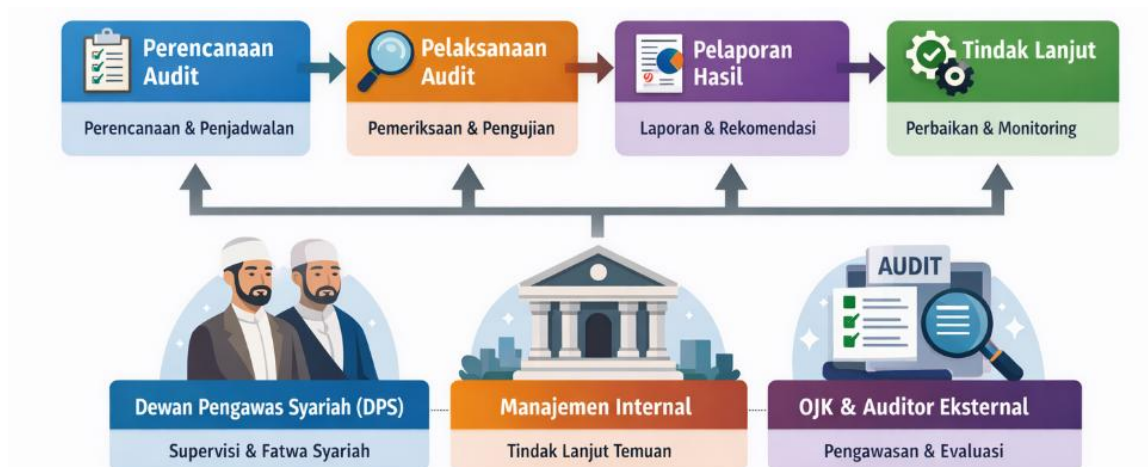 Perencanaan
Audit
Perencanaan & Penjadwalan
Pelaksanaan
Audit
Pemeriksaan & Pengujian
Pelaporan
Hasil
Laporan & Rekomendasi
Tindak Lanjut
Perbaikan & Monitoring
AUDIT
Dewan Pengawas Syariah (DPS)
Supervisi & Fatwa Syariah
Manajemen Internal
Tindak Lanjut Temuan
OJK & Auditor Eksternal
Pengawasan & Evaluasi